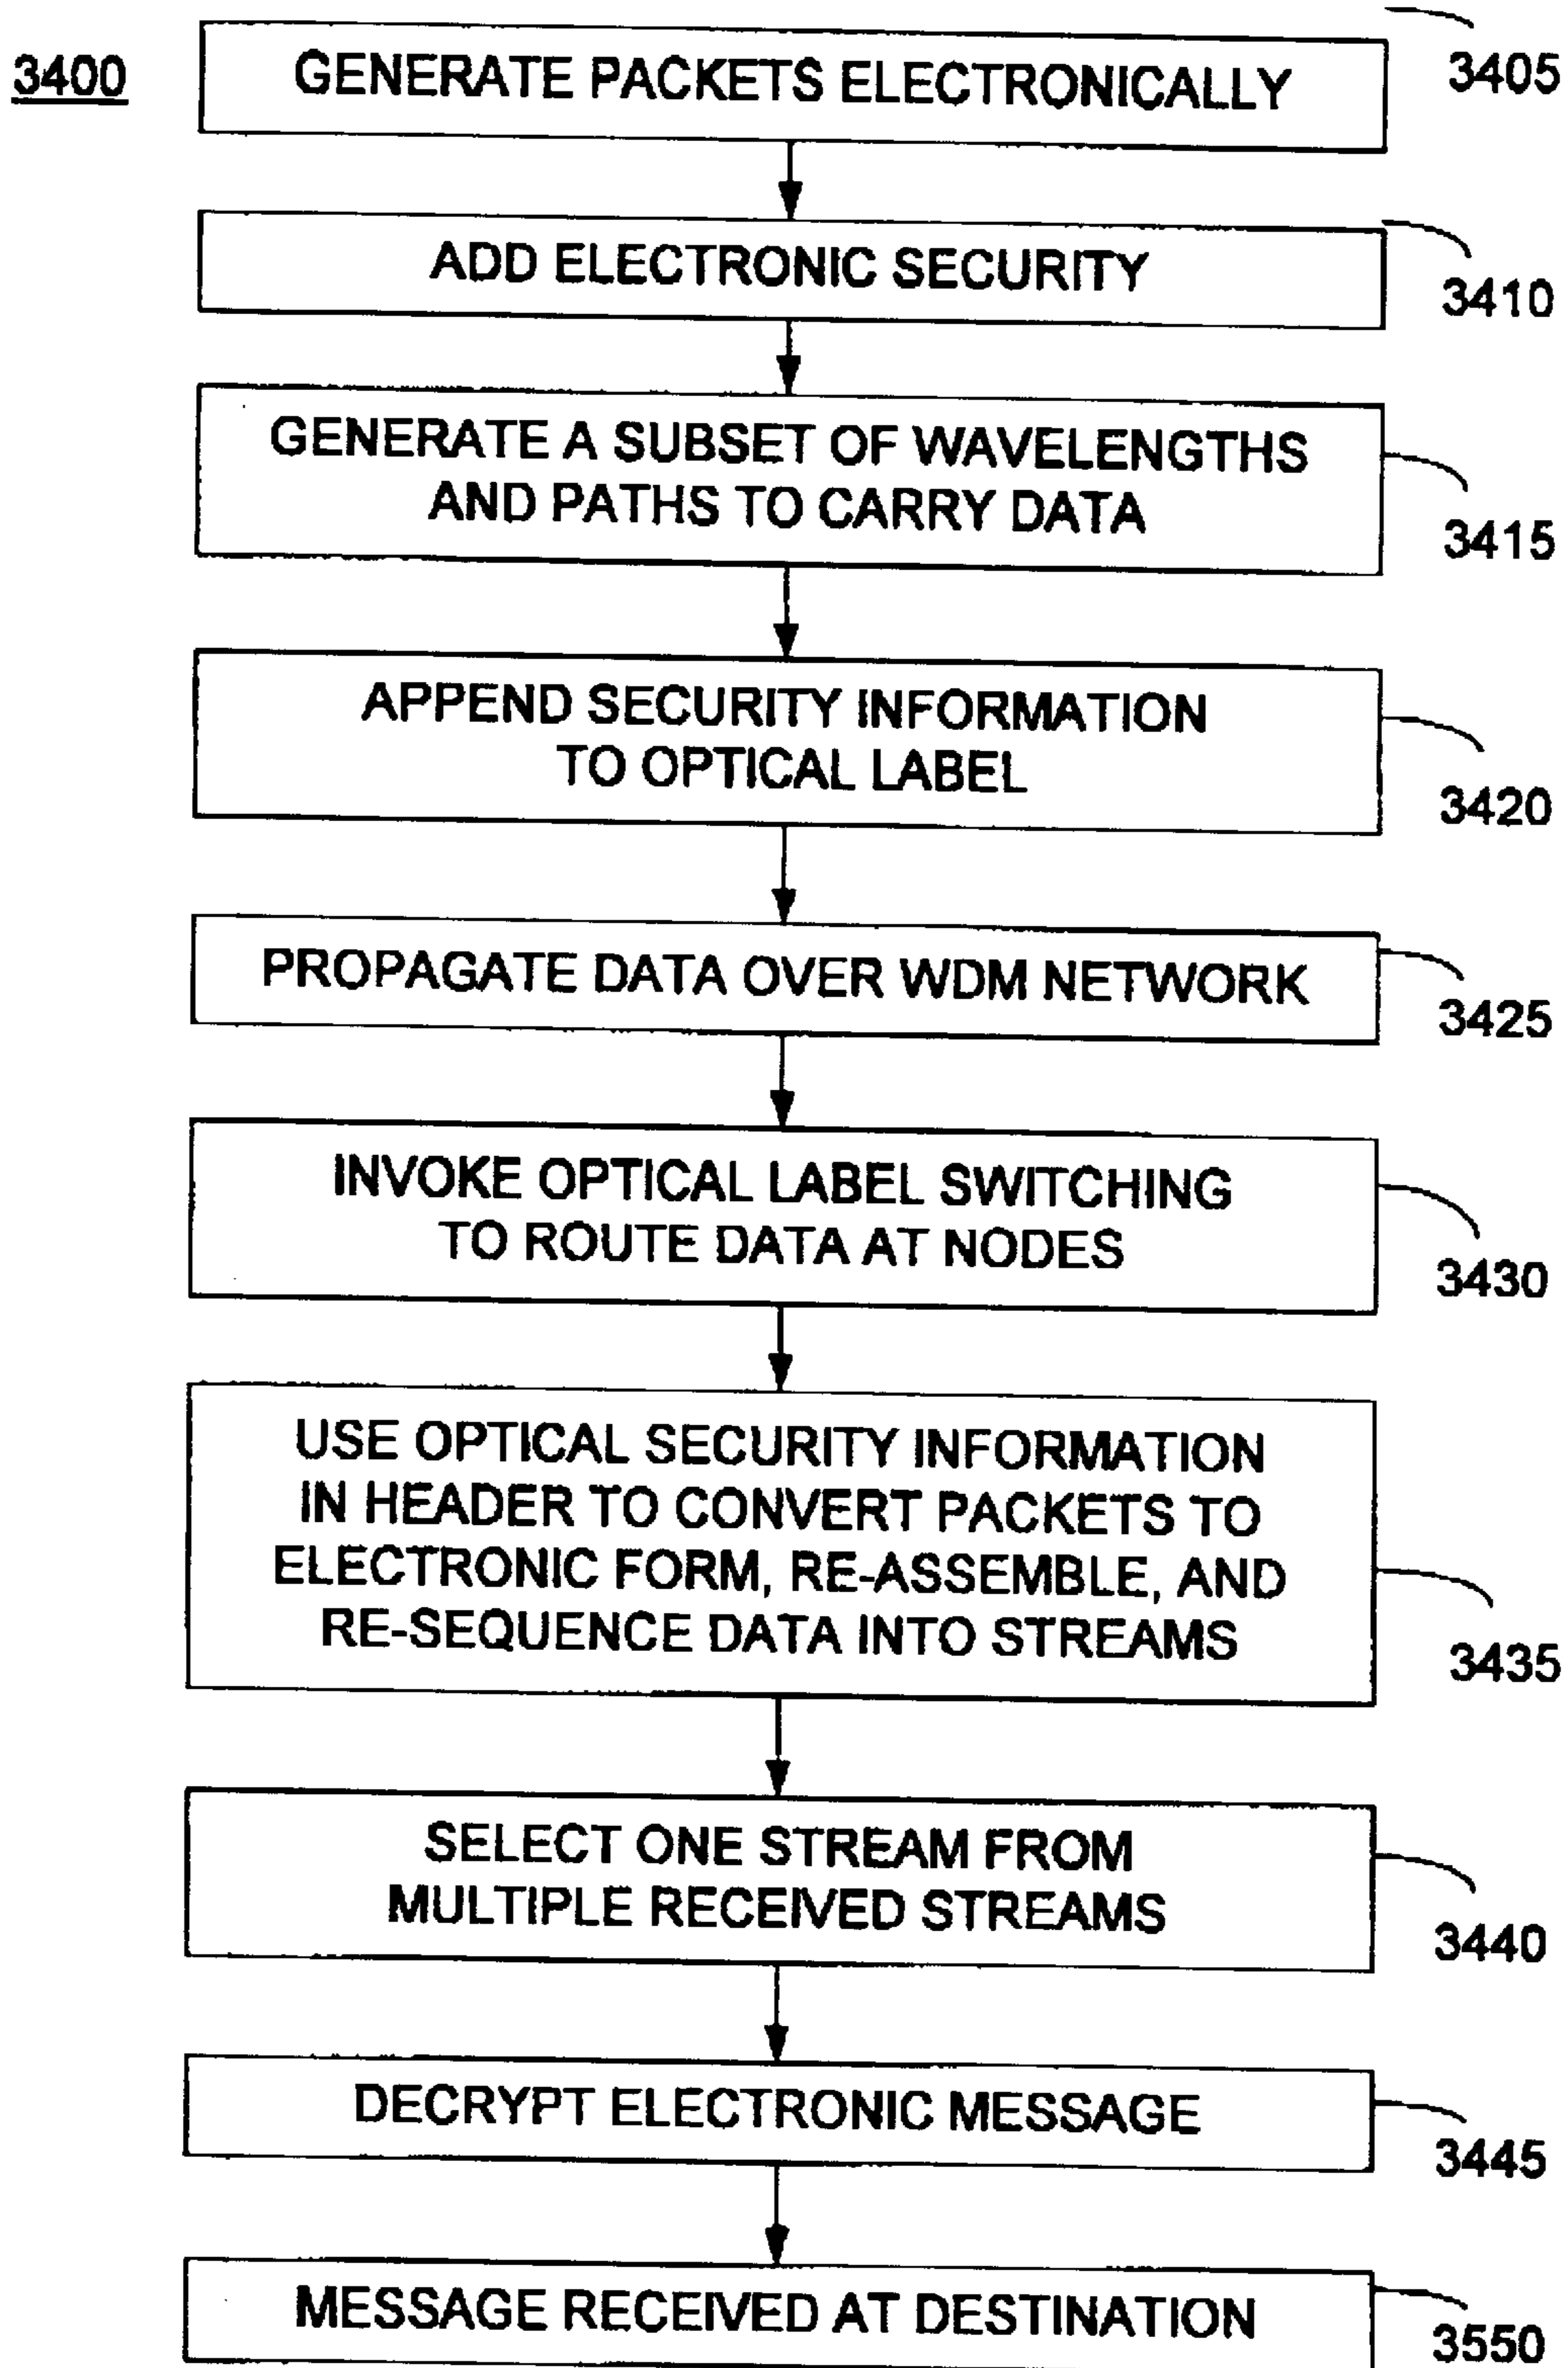 3400
GENERATE PACKETS ELECTRONICALLY
3405
ADD ELECTRONIC SECURITY
3410
GENERATE A SUBSET OF WAVELENGTHS
AND PATHS TO CARRY DATA
3415
APPEND SECURITY INFORMATION
TO OPTICAL LABEL
3420
PROPAGATE DATA OVER WDM NETWORK
3425
INVOKE OPTICAL LABEL SWITCHING
TO ROUTE DATA AT NODES
3430
USE OPTICAL SECURITY INFORMATION
IN HEADER TO CONVERT PACKETS TO
ELECTRONIC FORM, RE-ASSEMBLE, AND
RE-SEQUENCE DATA INTO STREAMS
3435
SELECT ONE STREAM FROM
MULTIPLE RECEIVED STREAMS
3440
DECRYPT ELECTRONIC MESSAGE
3445
MESSAGE RECEIVED AT DESTINATION
3550